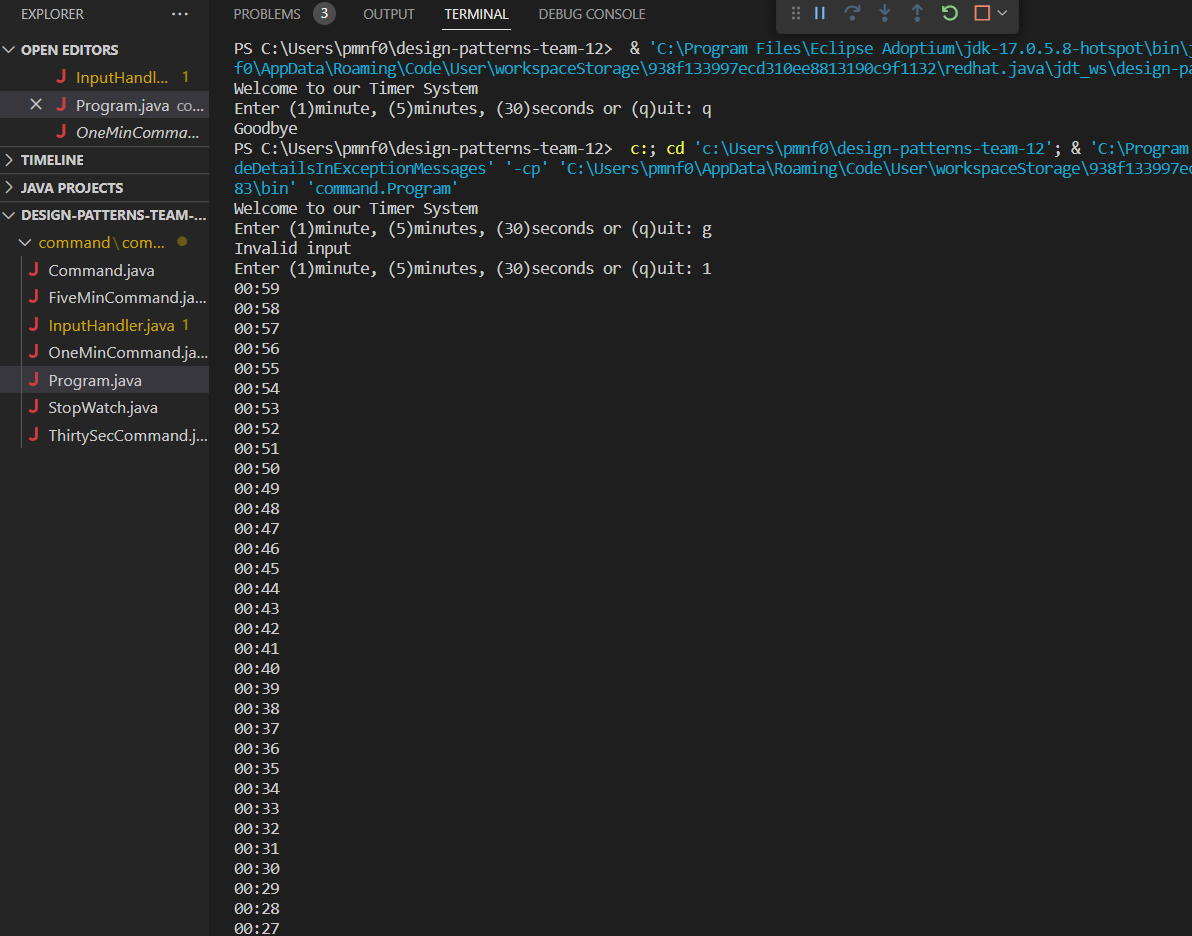 EXPLORER
OPEN EDITORS
InputHandl... 1
Program.java co...
OneMinComma...
TIMELINE
JAVA PROJECTS
DESIGN-PATTERNS-TEAM-...
command\com...
Command.java
FiveMinCommand.ja...
InputHandler.java 1
OneMinCommand.ja...
Program.java
StopWatch.java
ThirtySecCommand.j...
PROBLEMS 3 OUTPUT TERMINAL DEBUG CONSOLE
PS C:\Users\pmnf0\design-patterns-team-12>  & 'C:\Program Files\Eclipse Adoptium\jdk-17.0.5.8-hotspot\bin\j
f0\AppData\Roaming\Code\User\workspaceStorage\938f133997ecd310ee8813190c9f1132\redhat.java\jdt_ws\design-pa
Welcome to our Timer System
Enter (1)minute, (5)minutes, (30)seconds or (q)uit: q
Goodbye
PS C:\Users\pmnf0\design-patterns-team-12>  c:; cd 'c:\Users\pmnf0\design-patterns-team-12'; & 'C:\Program
deDetailsInExceptionMessages' '-cp' 'C:\Users\pmnf0\AppData\Roaming\Code\User\workspaceStorage\938f133997ec
83\bin' 'command.Program'
Welcome to our Timer System
Enter (1)minute, (5)minutes, (30)seconds or (q)uit: g
Invalid input
Enter (1)minute, (5)minutes, (30)seconds or (q)uit: 1
00:59
00:58
00:57
00:56
00:55
00:54
00:53
00:52
00:51
00:50
00:49
00:48
00:47
00:46
00:45
00:44
00:43
00:42
00:41
00:40
00:39
00:38
00:37
00:36
00:35
00:34
00:33
00:32
00:31
00:30
00:29
00:28
00:27